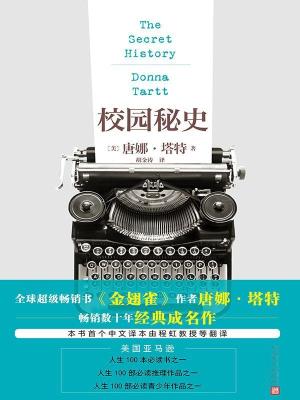 The
Secret
History
Donna
Tartt
校园秘史
［美］唐娜·塔特 著
胡金涛 译
全球超级畅销书《金翅雀》作者唐娜·塔特
畅销数十年经典成名作
本书首个中文译本由程虹教授等翻译
美国亚马逊
人生100本必读书之一
人生100部必读推理作品之一
人生100部必读青少年作品之一